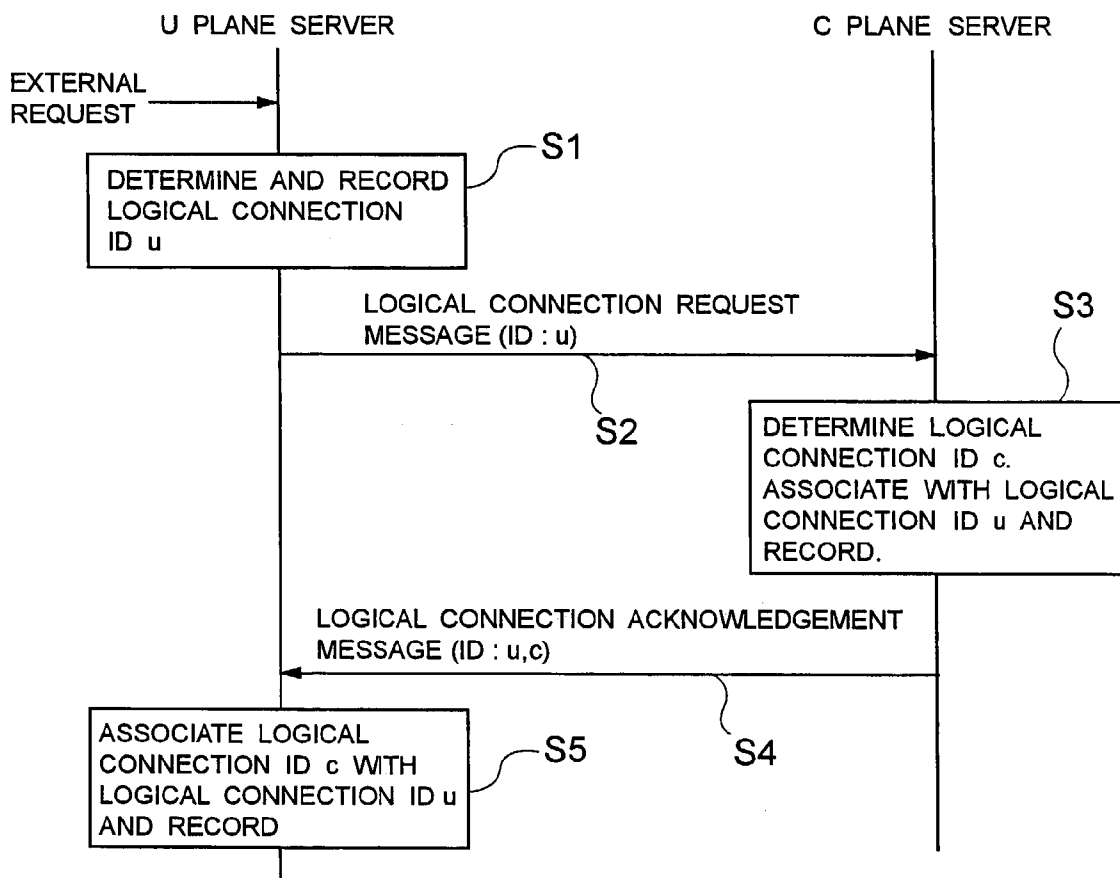 U PLANE SERVER
C PLANE SERVER
EXTERNAL
REQUEST
S1
DETERMINE AND RECORD
LOGICAL CONNECTION
ID u
LOGICAL CONNECTION REQUEST
MESSAGE (ID : u)
S2
S3
DETERMINE LOGICAL
CONNECTION ID c.
ASSOCIATE WITH LOGICAL
CONNECTION ID u AND
RECORD.
LOGICAL CONNECTION ACKNOWLEDGEMENT
MESSAGE (ID : u,c)
S4
ASSOCIATE LOGICAL
CONNECTION ID c WITH
LOGICAL CONNECTION ID u
AND RECORD
S5